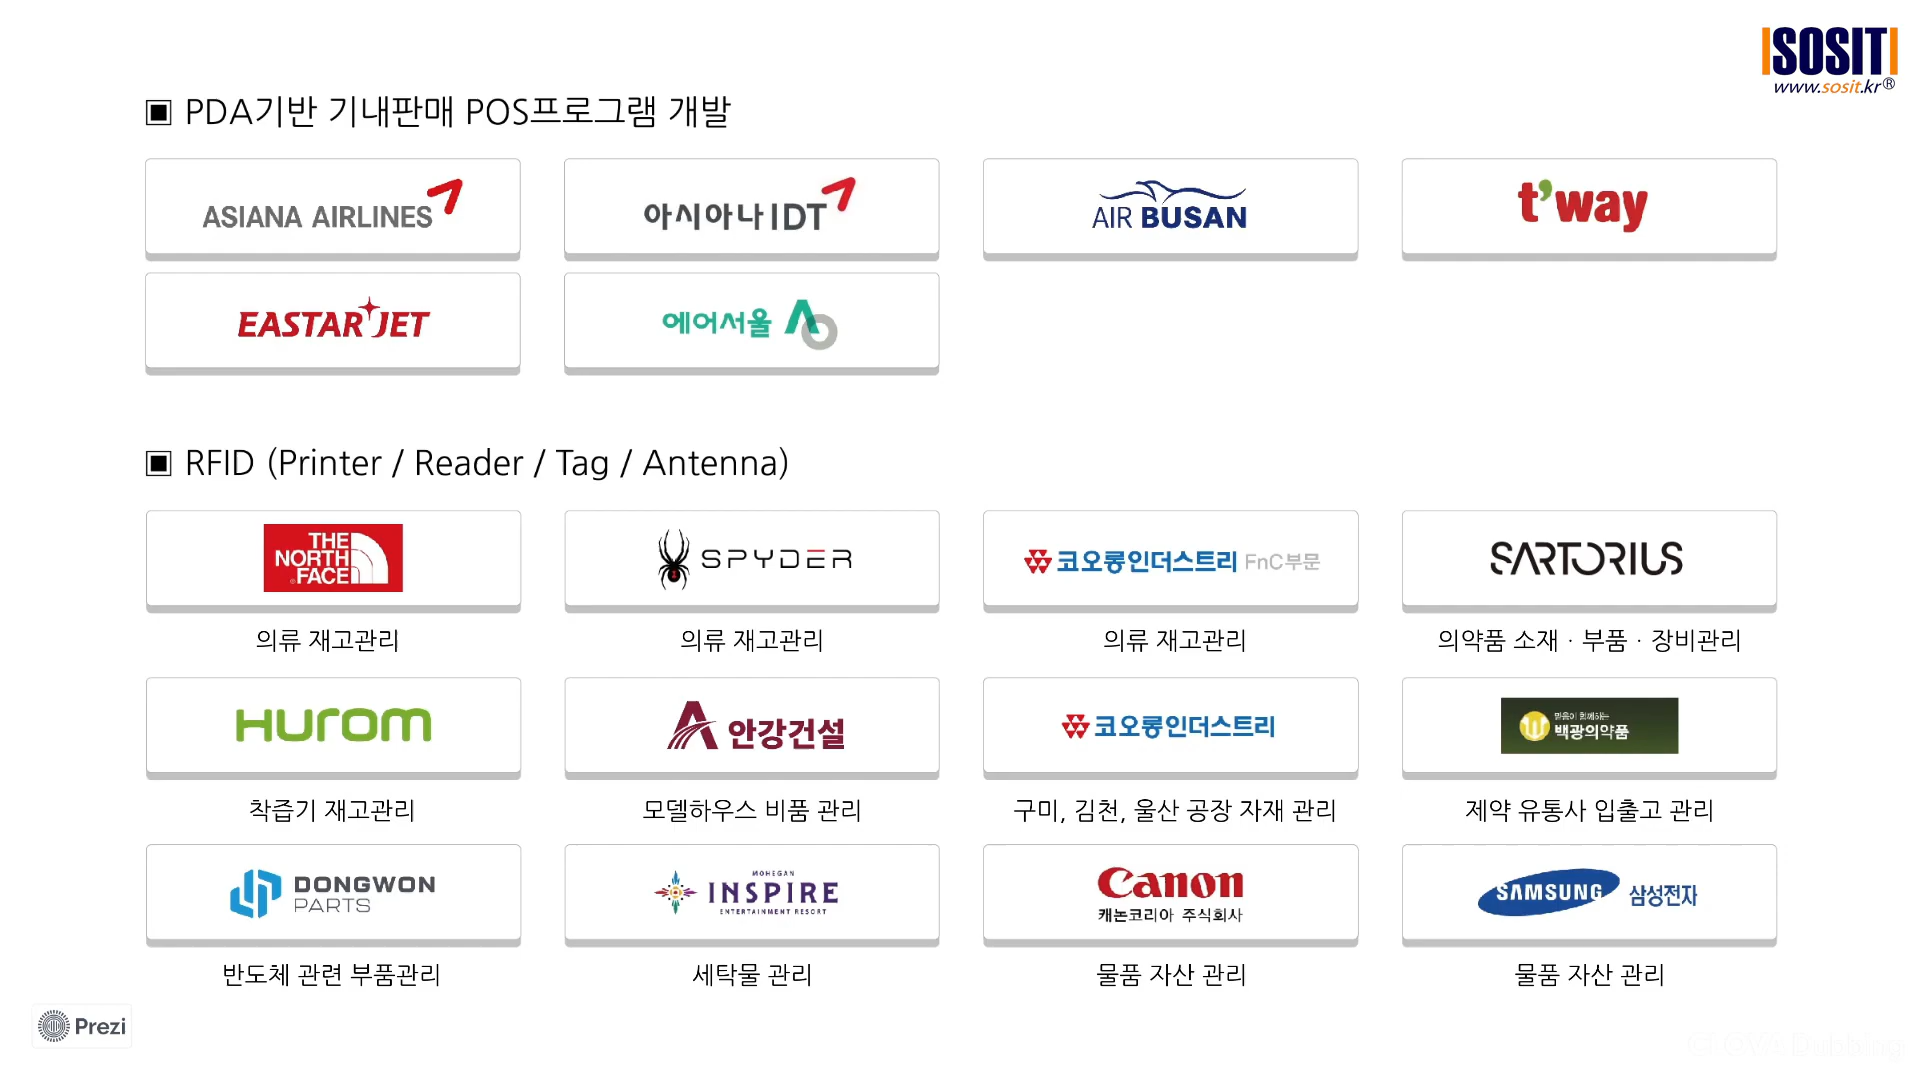 SOSIT
www.sosit.kr®
▣ PDA기반 기내판매 POS프로그램 개발
ASIANA AIRLINES
아시아나IDT
AIR BUSAN
t'way
EASTAR JET
에어서울
▣ RFID (Printer / Reader / Tag / Antenna)
THE
NORTH
FACE
SPYDER
코오롱인더스트리 FnC부문
SARTORIUS
의류 재고관리
의류 재고관리
의류 재고관리
의약품 소재 · 부품 · 장비관리
HUROM
안강건설
코오롱인더스트리
믿음이 함께하는
백광의약품
착즙기 재고관리
모델하우스 비품 관리
구미, 김천, 울산 공장 자재 관리
제약 유통사 입출고 관리
DONGWON
PARTS
MOHEGAN
INSPIRE
ENTERTAINMENT RESORT
Canon
캐논코리아 주식회사
SAMSUNG 삼성전자
반도체 관련 부품관리
세탁물 관리
물품 자산 관리
물품 자산 관리
Prezi